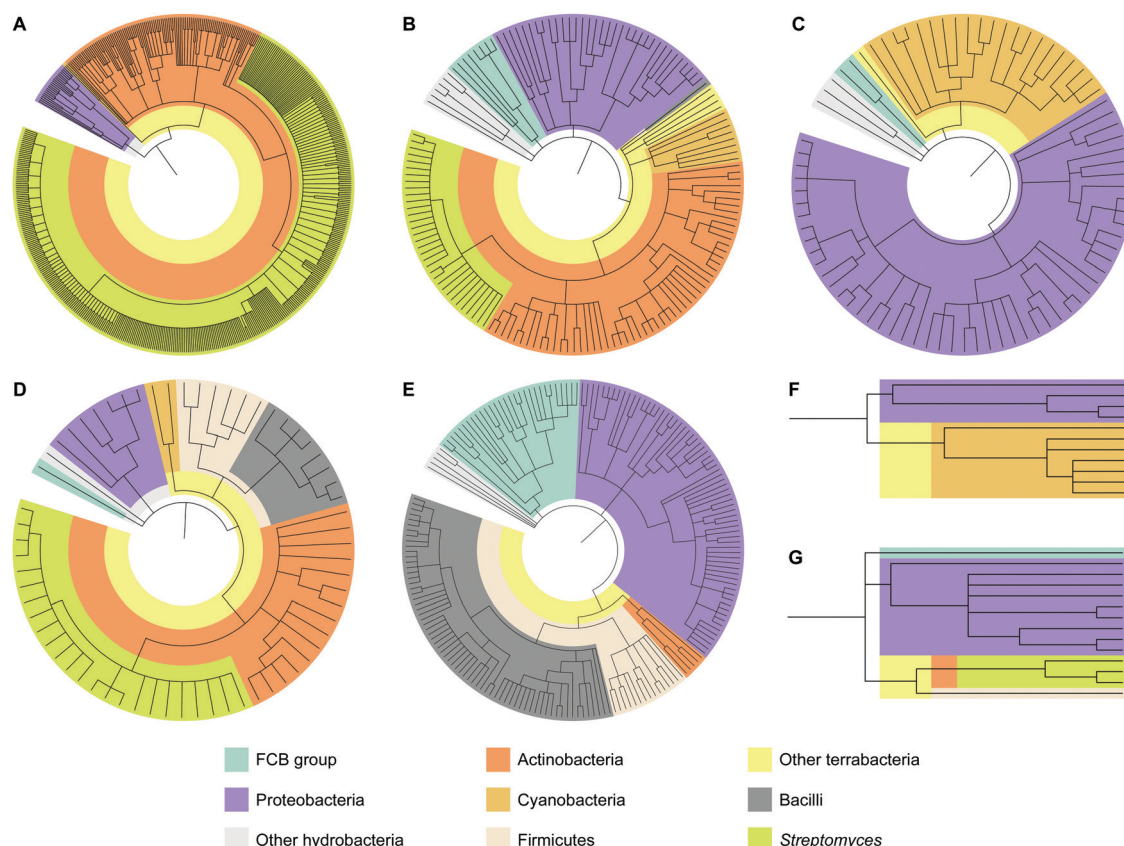 A
B
C
D
E
F
G
FCB group
Actinobacteria
Other terrabacteria
Proteobacteria
Cyanobacteria
Bacilli
Other hydrobacteria
Firmicutes
Streptomyces